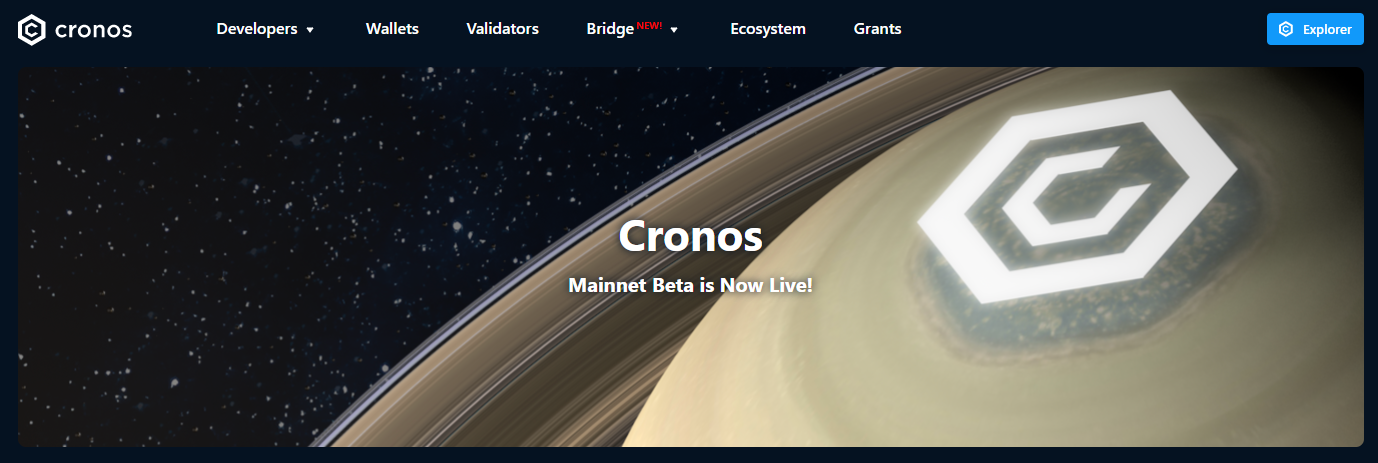 cronos Developers Wallets Validators Bridge NEW! Ecosystem Grants Explorer
Cronos
Mainnet Beta is Now Live!